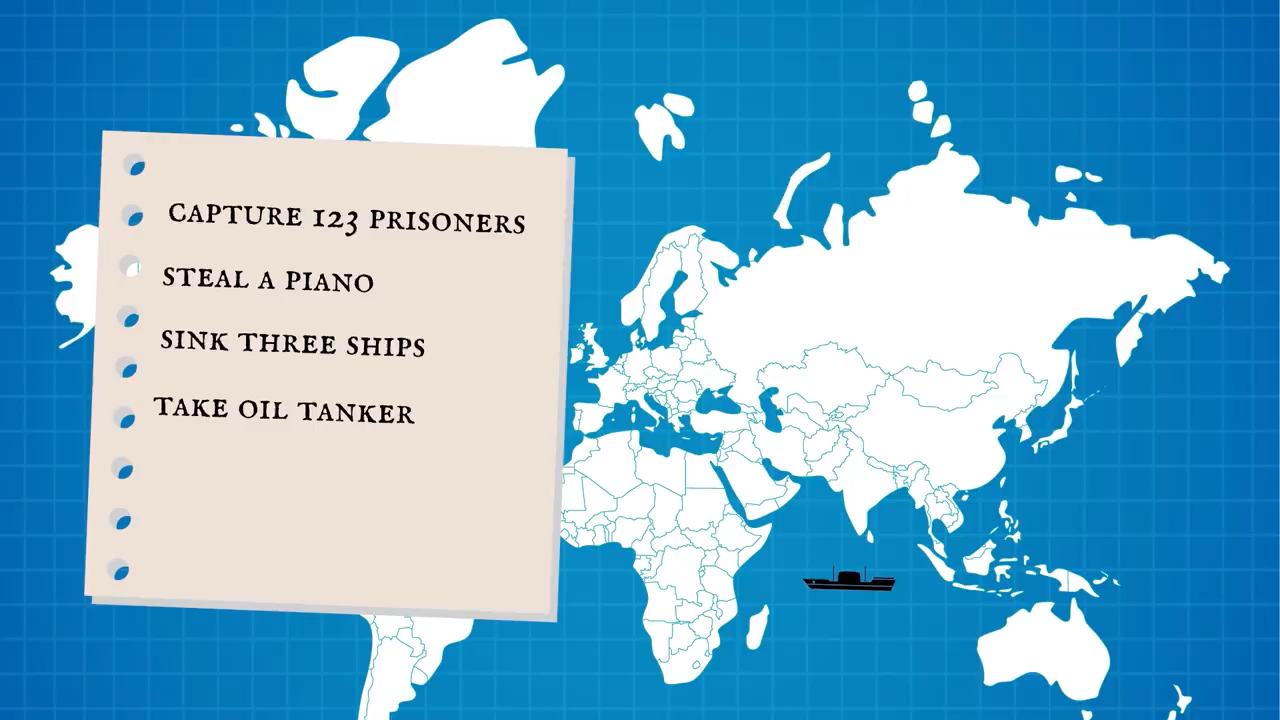 CAPTURE 123 PRISONERS
STEAL A PIANO
SINK THREE SHIPS
TAKE OIL TANKER